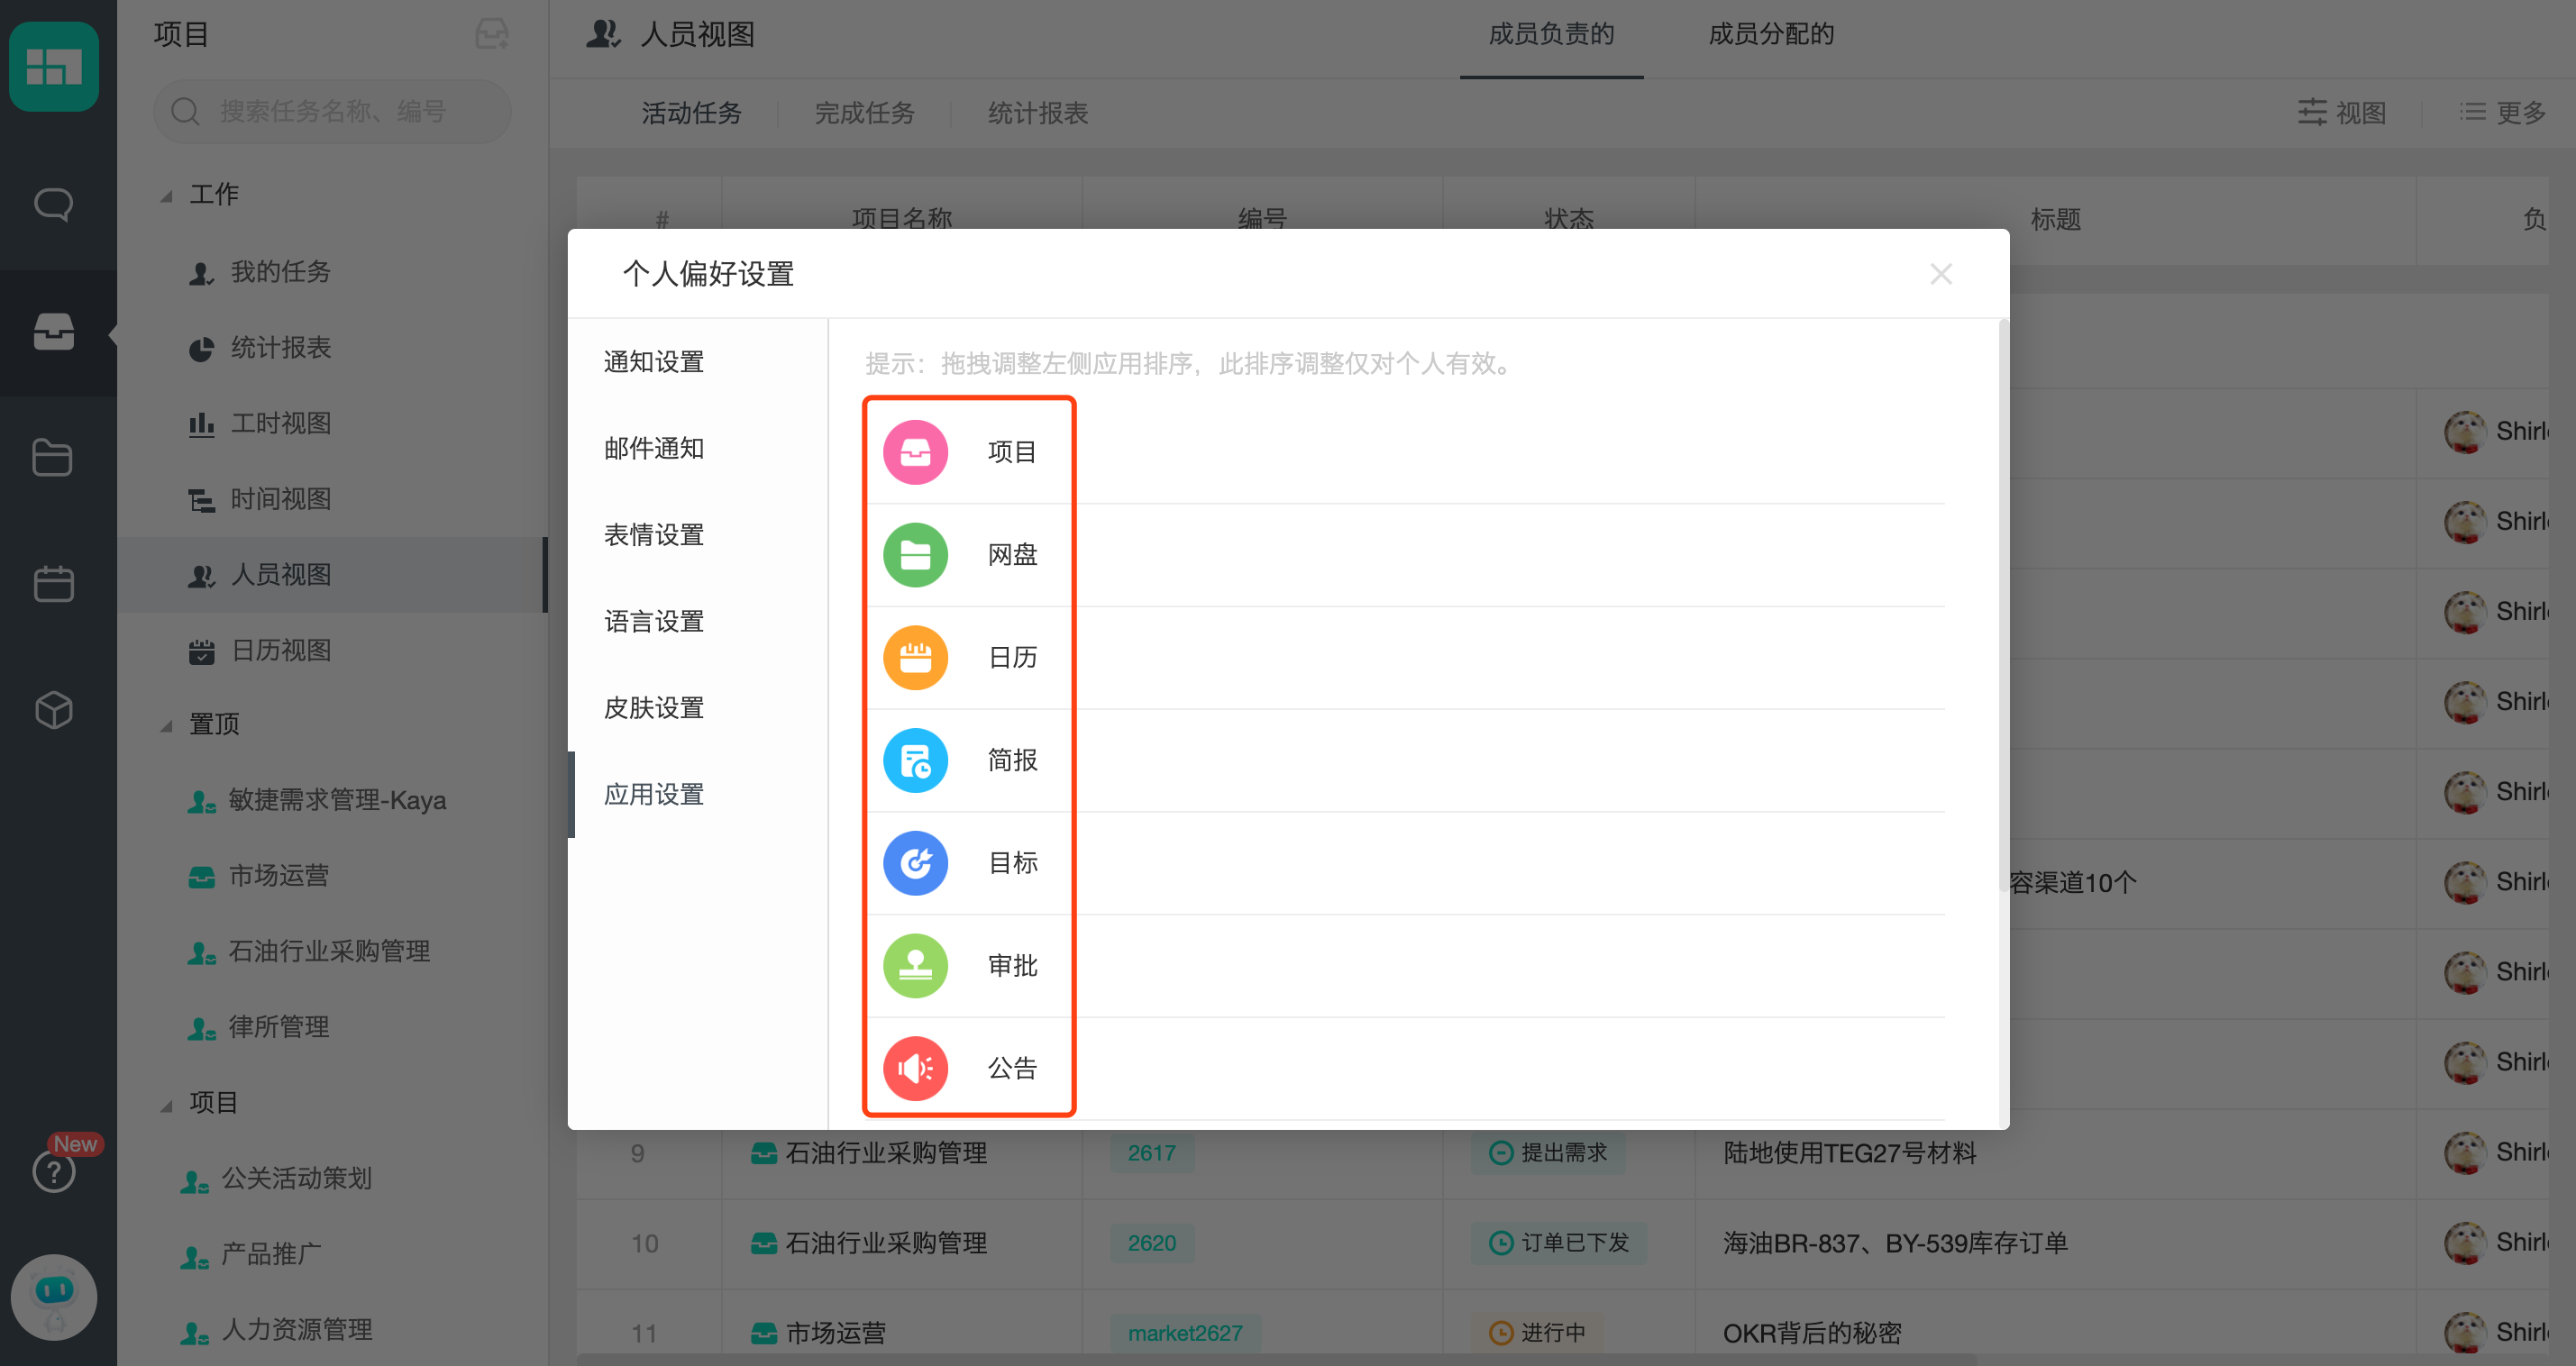 项目
搜索任务名称、编号
工作
我的任务
统计报表
工时视图
时间视图
人员视图
日历视图
置顶
敏捷需求管理-Kaya
市场运营
石油行业采购管理
律所管理
项目
公关活动策划
产品推广
人力资源管理
New
人员视图
成员负责的
成员分配的
活动任务
完成任务
统计报表
视图
更多
# 项目名称 编号 状态 标题 负
个人偏好设置
通知设置
邮件通知
表情设置
语言设置
皮肤设置
应用设置
提示：拖拽调整左侧应用排序，此排序调整仅对个人有效。
项目
网盘
日历
简报
目标
审批
公告
Shirl
Shirl
Shirl
Shirl
Shirl
容渠道10个 Shirl
Shirl
Shirl
9 石油行业采购管理 2617 提出需求 陆地使用TEG27号材料 Shirl
10 石油行业采购管理 2620 订单已下发 海油BR-837、BY-539库存订单 Shirl
11 市场运营 market2627 进行中 OKR背后的秘密 Shirl